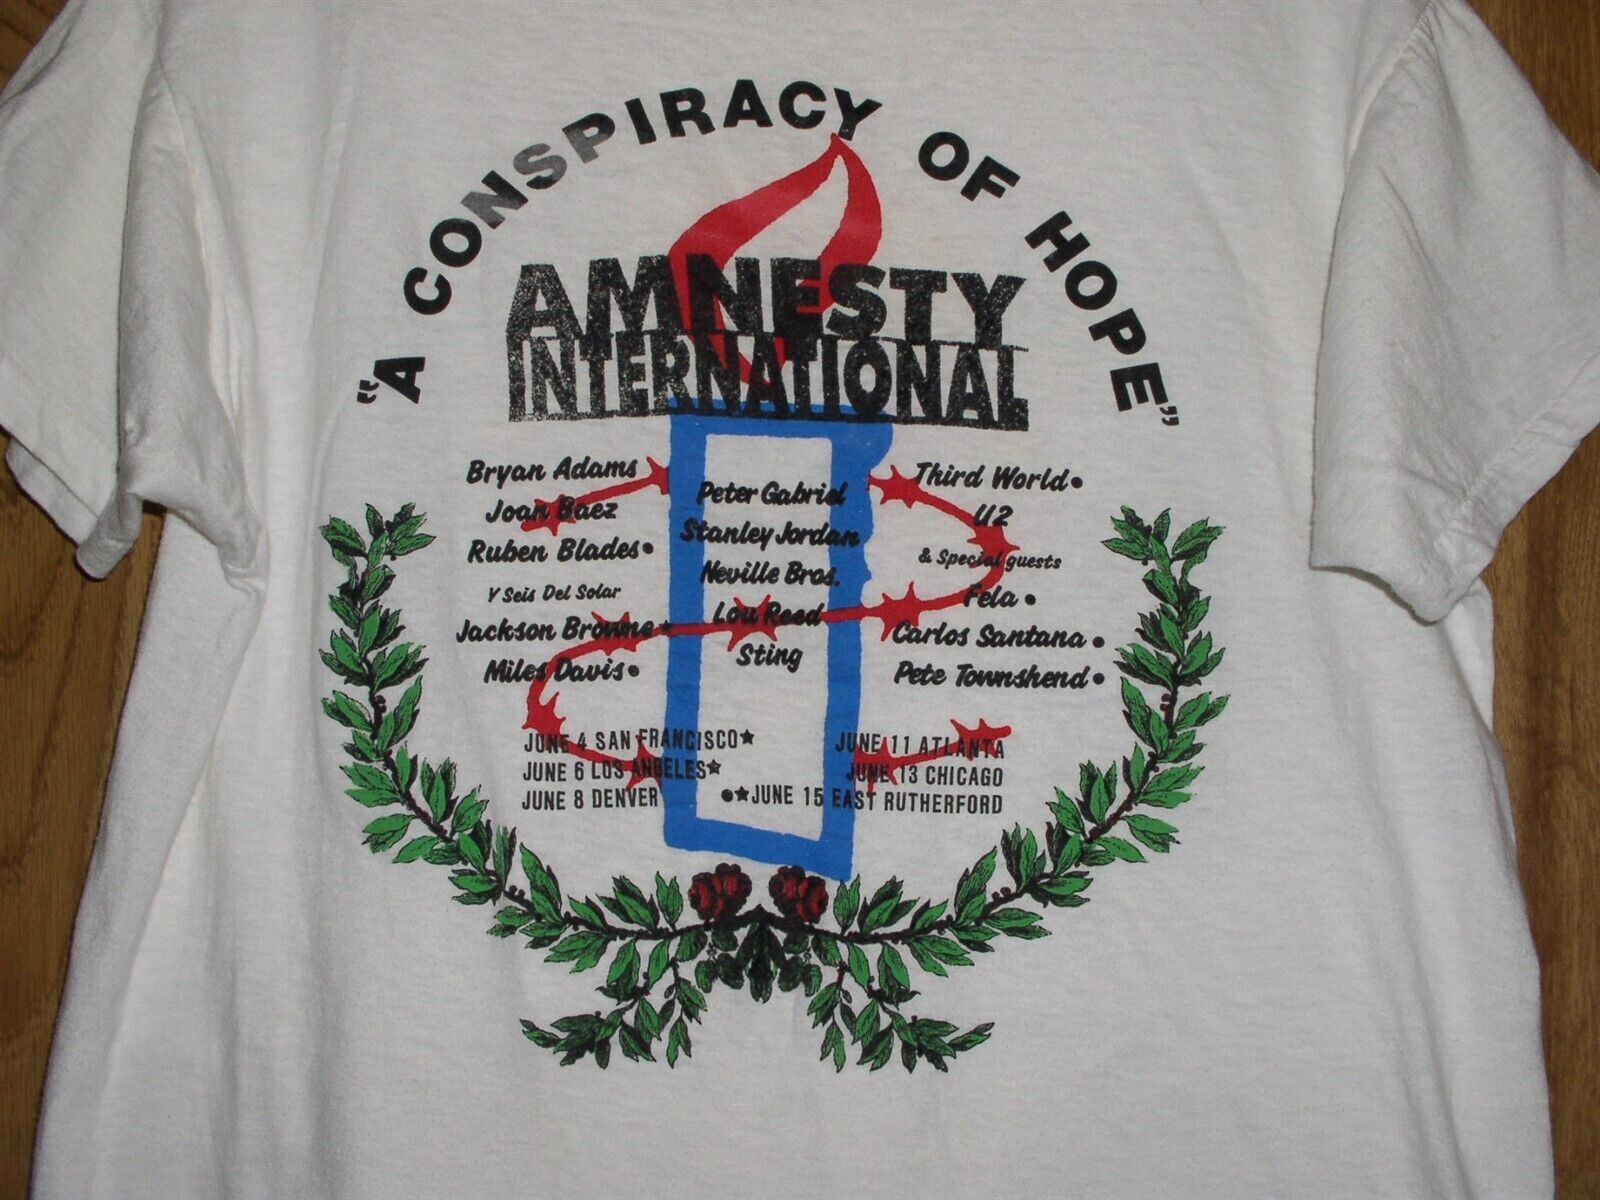 "A CONSPIRACY OF HOPE"
AMNESTY
INTERNATIONAL
Bryan Adams
Joan Baez
Ruben Blades•
Y Seis Del Solar
Jackson Browne★
Miles Davis•
Peter Gabriel
Stanley Jordan
Neville Bros.
Lou Reed
Sting
Third World•
U2
& Special guests
Fela•
Carlos Santana•
Pete Townshend•
JUNE 4 SAN FRANCISCO★
JUNE 6 LOS ANGELES★
JUNE 8 DENVER
JUNE 11 ATLANTA
JUNE 13 CHICAGO
•★JUNE 15 EAST RUTHERFORD